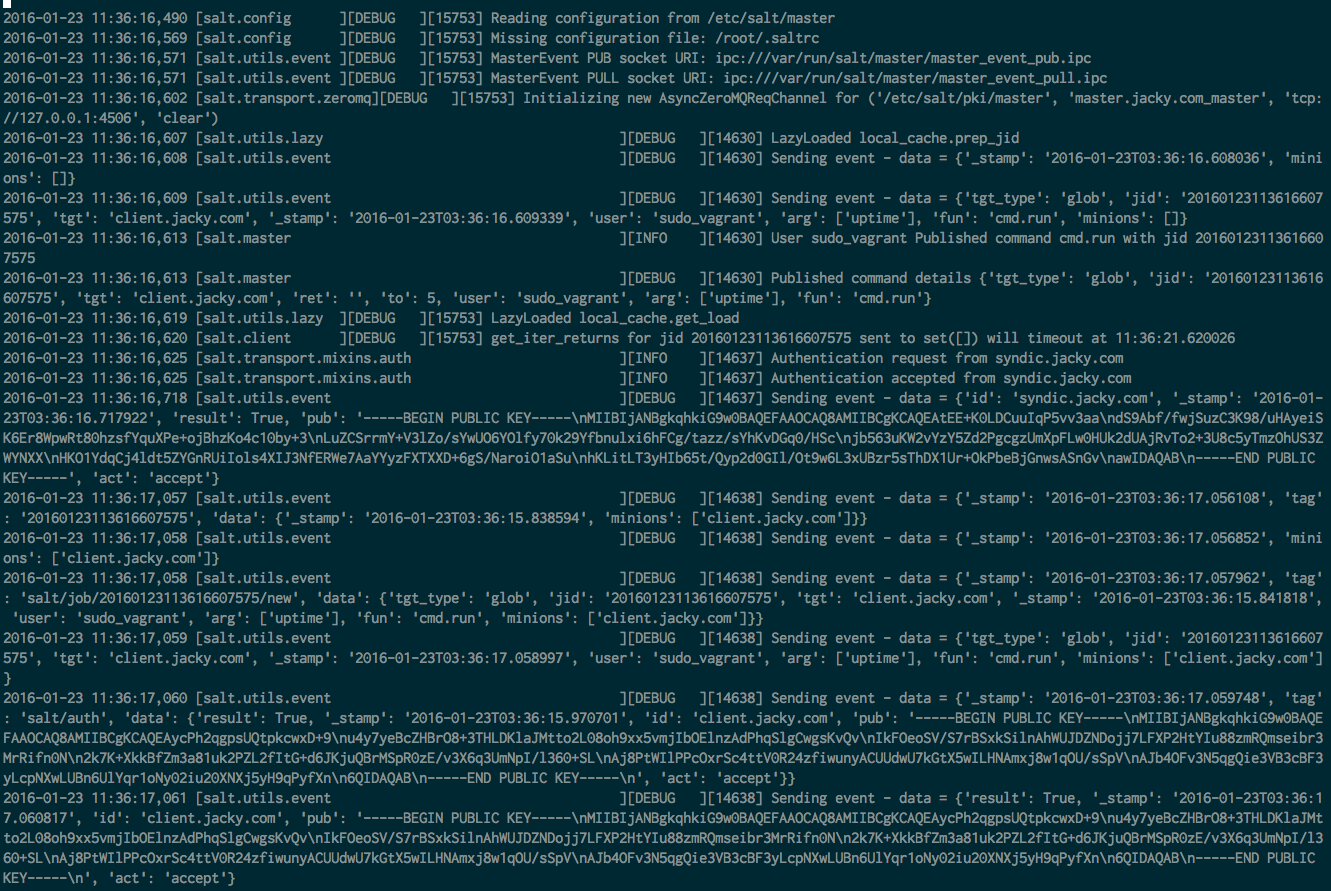 2016-01-23 11:36:16,490 [salt.config      ][DEBUG   ][15753] Reading configuration from /etc/salt/master
2016-01-23 11:36:16,569 [salt.config      ][DEBUG   ][15753] Missing configuration file: /root/.saltrc
2016-01-23 11:36:16,571 [salt.utils.event ][DEBUG   ][15753] MasterEvent PUB socket URI: ipc:///var/run/salt/master/master_event_pub.ipc
2016-01-23 11:36:16,571 [salt.utils.event ][DEBUG   ][15753] MasterEvent PULL socket URI: ipc:///var/run/salt/master/master_event_pull.ipc
2016-01-23 11:36:16,602 [salt.transport.zeromq][DEBUG   ][15753] Initializing new AsyncZeroMQReqChannel for ('/etc/salt/pki/master', 'master.jacky.com_master', 'tcp:
//127.0.0.1:4506', 'clear')
2016-01-23 11:36:16,607 [salt.utils.lazy                                     ][DEBUG   ][14630] LazyLoaded local_cache.prep_jid
2016-01-23 11:36:16,608 [salt.utils.event                                    ][DEBUG   ][14630] Sending event - data = {'_stamp': '2016-01-23T03:36:16.608036', 'mini
ons': []}
2016-01-23 11:36:16,609 [salt.utils.event                                    ][DEBUG   ][14630] Sending event - data = {'tgt_type': 'glob', 'jid': '20160123113616607
575', 'tgt': 'client.jacky.com', '_stamp': '2016-01-23T03:36:16.609339', 'user': 'sudo_vagrant', 'arg': ['uptime'], 'fun': 'cmd.run', 'minions': []}
2016-01-23 11:36:16,613 [salt.master                                         ][INFO    ][14630] User sudo_vagrant Published command cmd.run with jid 2016012311361660
7575
2016-01-23 11:36:16,613 [salt.master                                         ][DEBUG   ][14630] Published command details {'tgt_type': 'glob', 'jid': '20160123113616
607575', 'tgt': 'client.jacky.com', 'ret': '', 'to': 5, 'user': 'sudo_vagrant', 'arg': ['uptime'], 'fun': 'cmd.run'}
2016-01-23 11:36:16,619 [salt.utils.lazy  ][DEBUG   ][15753] LazyLoaded local_cache.get_load
2016-01-23 11:36:16,620 [salt.client      ][DEBUG   ][15753] get_iter_returns for jid 20160123113616607575 sent to set([]) will timeout at 11:36:21.620026
2016-01-23 11:36:16,625 [salt.transport.mixins.auth                          ][INFO    ][14637] Authentication request from syndic.jacky.com
2016-01-23 11:36:16,625 [salt.transport.mixins.auth                          ][INFO    ][14637] Authentication accepted from syndic.jacky.com
2016-01-23 11:36:16,718 [salt.utils.event                                    ][DEBUG   ][14637] Sending event - data = {'id': 'syndic.jacky.com', '_stamp': '2016-01-
23T03:36:16.717922', 'result': True, 'pub': '-----BEGIN PUBLIC KEY-----\nMIIBIjANBgkqhkiG9w0BAQEFAAOCAQ8AMIIBCgKCAQEAtEE+K0LDCuuIqP5vv3aa\ndS9Abf/fwjSuzC3K98/uHAyeiS
K6Er8WpwRt80hzsfYquXPe+ojBhzKo4c10by+3\nLuZCSrrmY+V3lZo/sYwUO6YOlfy70k29Yfbnulxi6hFCg/tazz/sYhKvDGq0/HSc\njb563uKW2vYzY5Zd2PgcgzUmXpFLw0HUk2dUAjRvTo2+3U8c5yTmzOhUS3Z
WYNXX\nHKO1YdqCj4ldt5ZYGnRUiIols4XIJ3NfERWe7AaYYyzFXTXXD+6gS/NaroiO1aSu\nhKLitLT3yHIb65t/Qyp2d0GIl/Ot9w6L3xUBzr5sThDX1Ur+OkPbeBjGnwsASnGv\nawIDAQAB\n-----END PUBLIC
KEY-----', 'act': 'accept'}
2016-01-23 11:36:17,057 [salt.utils.event                                    ][DEBUG   ][14638] Sending event - data = {'_stamp': '2016-01-23T03:36:17.056108', 'tag'
: '20160123113616607575', 'data': {'_stamp': '2016-01-23T03:36:15.838594', 'minions': ['client.jacky.com']}}
2016-01-23 11:36:17,058 [salt.utils.event                                    ][DEBUG   ][14638] Sending event - data = {'_stamp': '2016-01-23T03:36:17.056852', 'mini
ons': ['client.jacky.com']}
2016-01-23 11:36:17,058 [salt.utils.event                                    ][DEBUG   ][14638] Sending event - data = {'_stamp': '2016-01-23T03:36:17.057962', 'tag'
: 'salt/job/20160123113616607575/new', 'data': {'tgt_type': 'glob', 'jid': '20160123113616607575', 'tgt': 'client.jacky.com', '_stamp': '2016-01-23T03:36:15.841818',
 'user': 'sudo_vagrant', 'arg': ['uptime'], 'fun': 'cmd.run', 'minions': ['client.jacky.com']}}
2016-01-23 11:36:17,059 [salt.utils.event                                    ][DEBUG   ][14638] Sending event - data = {'tgt_type': 'glob', 'jid': '20160123113616607
575', 'tgt': 'client.jacky.com', '_stamp': '2016-01-23T03:36:17.058997', 'user': 'sudo_vagrant', 'arg': ['uptime'], 'fun': 'cmd.run', 'minions': ['client.jacky.com']
}
2016-01-23 11:36:17,060 [salt.utils.event                                    ][DEBUG   ][14638] Sending event - data = {'_stamp': '2016-01-23T03:36:17.059748', 'tag'
: 'salt/auth', 'data': {'result': True, '_stamp': '2016-01-23T03:36:15.970701', 'id': 'client.jacky.com', 'pub': '-----BEGIN PUBLIC KEY-----\nMIIBIjANBgkqhkiG9w0BAQE
FAAOCAQ8AMIIBCgKCAQEAycPh2qgpsUQtpkcwxD+9\nu4y7yeBcZHBrO8+3THLDKlaJMtto2L08oh9xx5vmjIbOElnzAdPhqSlgCwgsKvQv\nIkFOeoSV/S7rBSxkSilnAhWUJDZNDojj7LFXP2HtYIu88zmRQmseibr3
MrRifn0N\n2k7K+XkkBfZm3a81uk2PZL2fItG+d6JKjuQBrMSpR0zE/v3X6q3UmNpI/l360+SL\nAj8PtWIlPPcOxrSc4ttV0R24zfiwunyACUUdwU7kGtX5wILHNAmxj8w1qOU/sSpV\nAJb4OFv3N5qgQie3VB3cBF3
yLcpNXwLUBn6UlYqr1oNy02iu20XNXj5yH9qPyfXn\n6QIDAQAB\n-----END PUBLIC KEY-----\n', 'act': 'accept'}}
2016-01-23 11:36:17,061 [salt.utils.event                                    ][DEBUG   ][14638] Sending event - data = {'result': True, '_stamp': '2016-01-23T03:36:1
7.060817', 'id': 'client.jacky.com', 'pub': '-----BEGIN PUBLIC KEY-----\nMIIBIjANBgkqhkiG9w0BAQEFAAOCAQ8AMIIBCgKCAQEAycPh2qgpsUQtpkcwxD+9\nu4y7yeBcZHBrO8+3THLDKlaJMt
to2L08oh9xx5vmjIbOElnzAdPhqSlgCwgsKvQv\nIkFOeoSV/S7rBSxkSilnAhWUJDZNDojj7LFXP2HtYIu88zmRQmseibr3MrRifn0N\n2k7K+XkkBfZm3a81uk2PZL2fItG+d6JKjuQBrMSpR0zE/v3X6q3UmNpI/l3
60+SL\nAj8PtWIlPPcOxrSc4ttV0R24zfiwunyACUUdwU7kGtX5wILHNAmxj8w1qOU/sSpV\nAJb4OFv3N5qgQie3VB3cBF3yLcpNXwLUBn6UlYqr1oNy02iu20XNXj5yH9qPyfXn\n6QIDAQAB\n-----END PUBLIC
KEY-----\n', 'act': 'accept'}